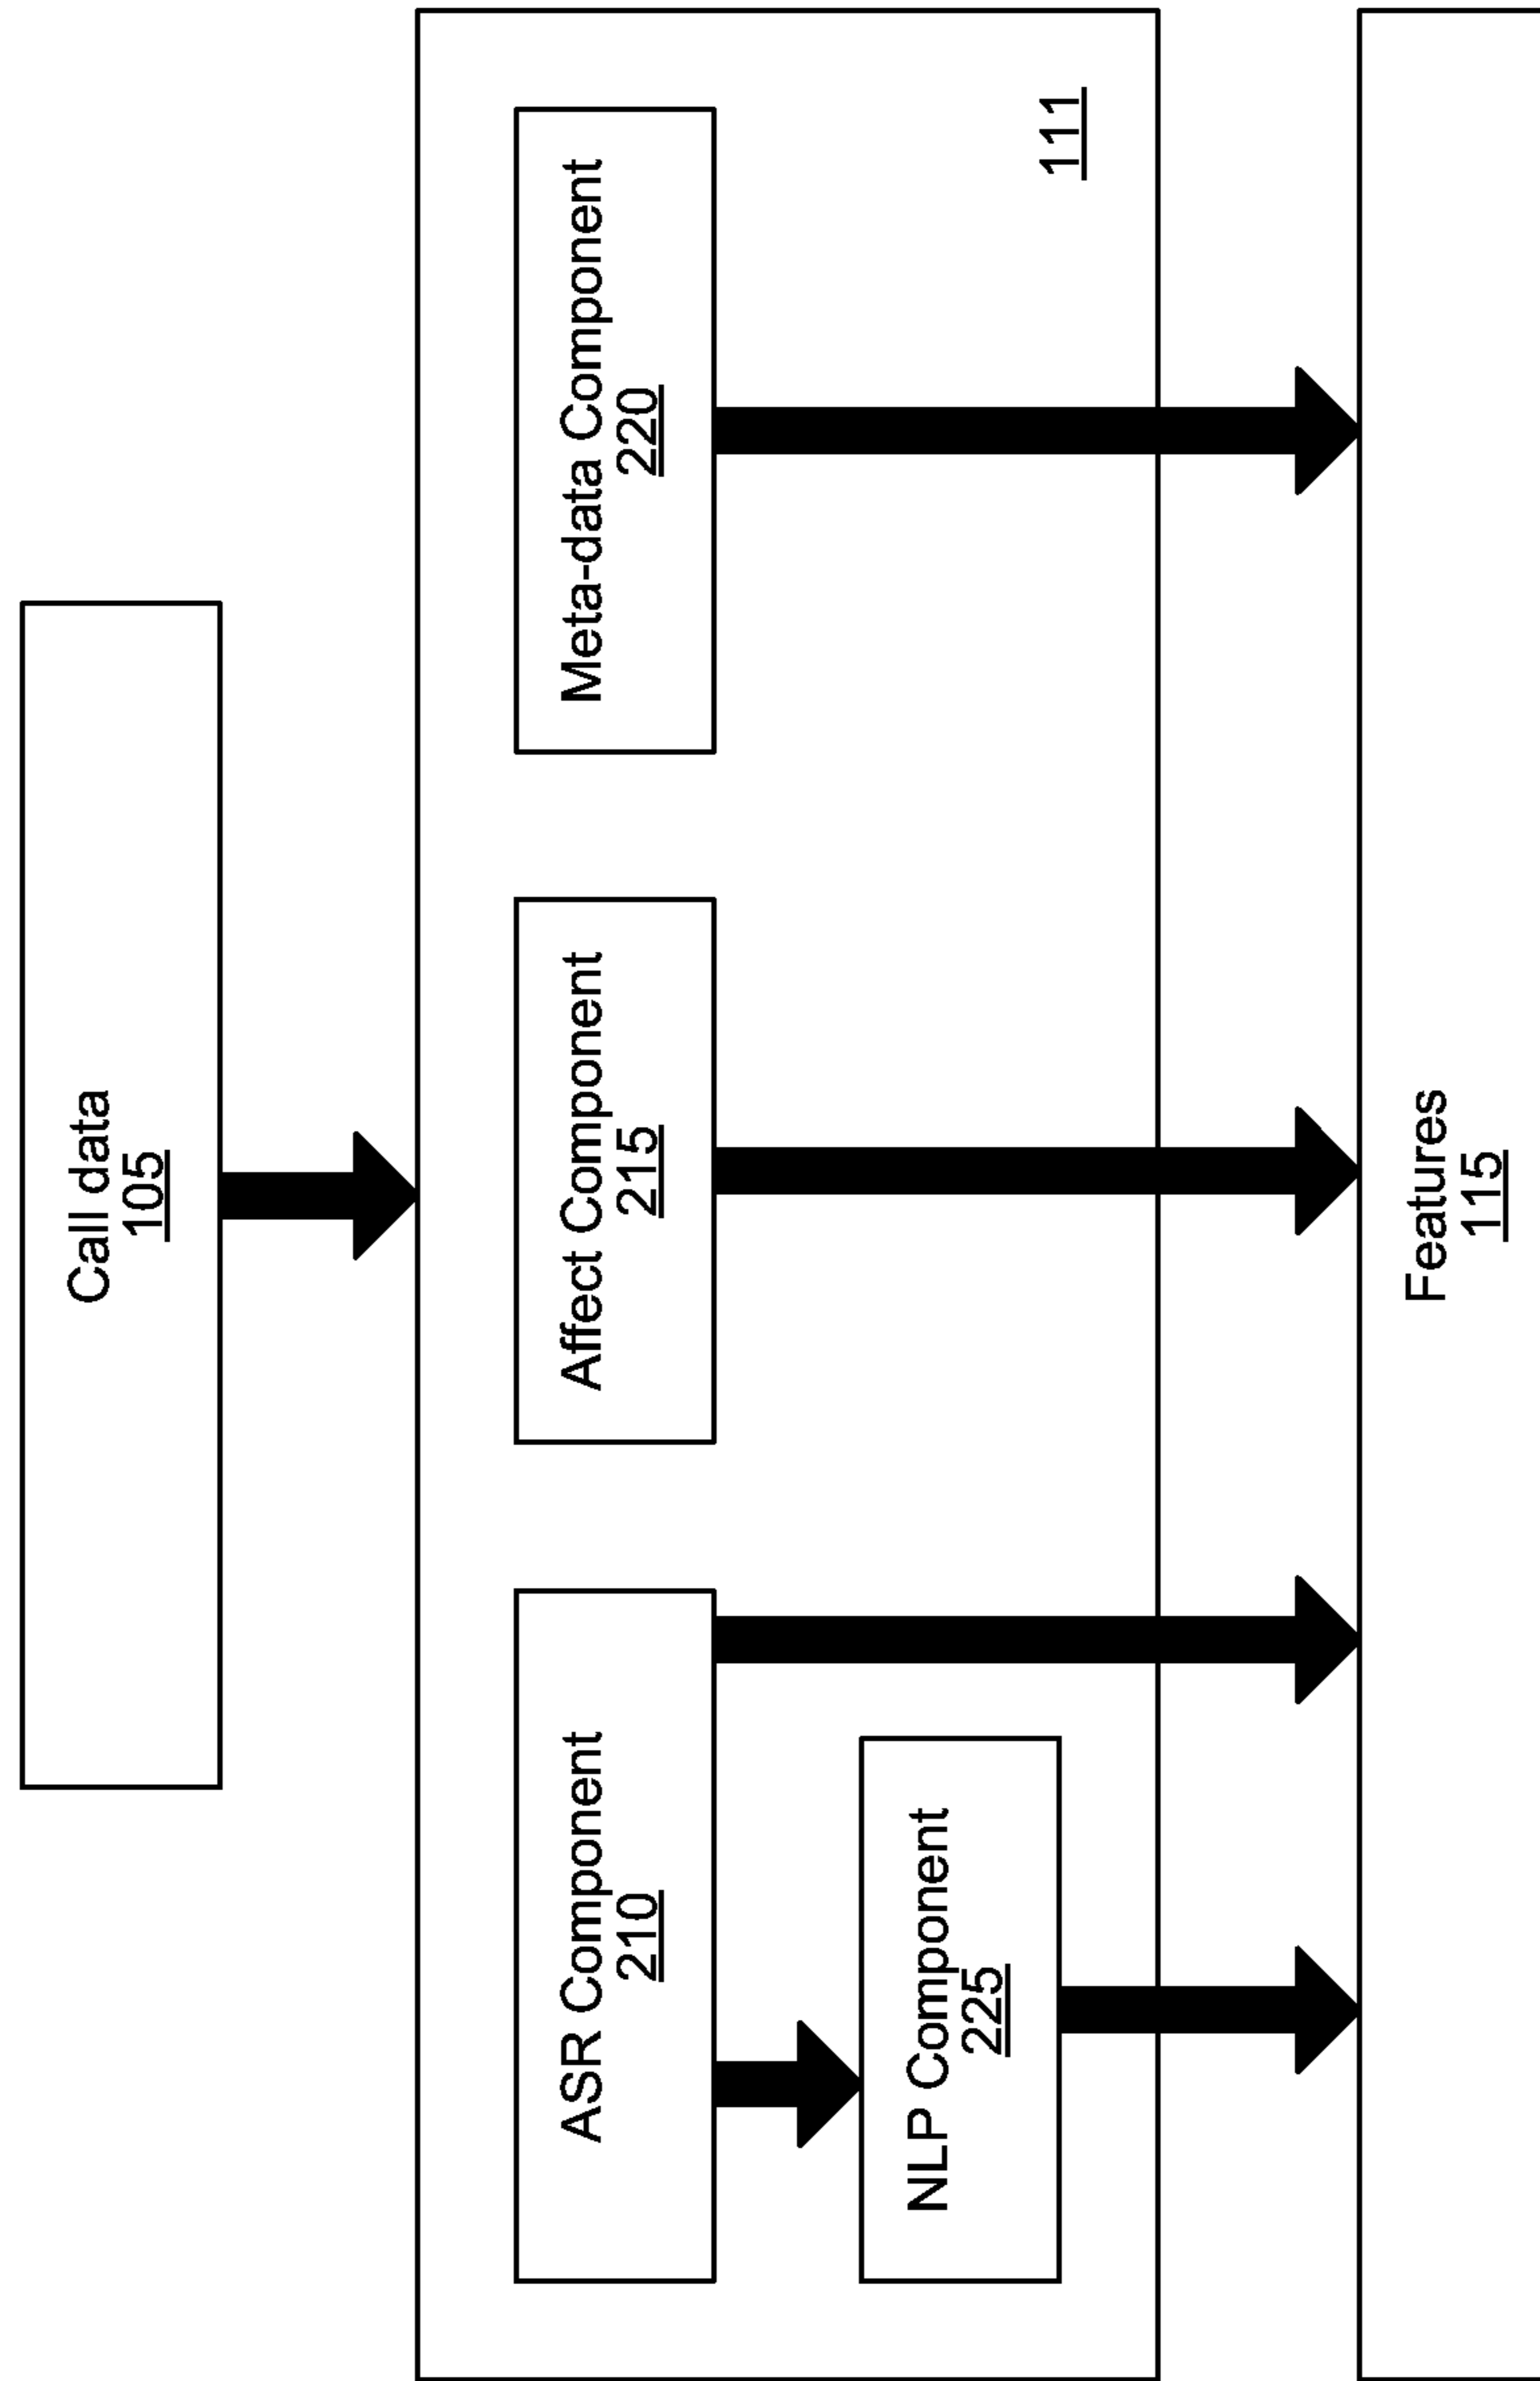 Call data
105
ASR Component
210
Affect Component
215
Meta-data Component
220
NLP Component
225
111
Features
115